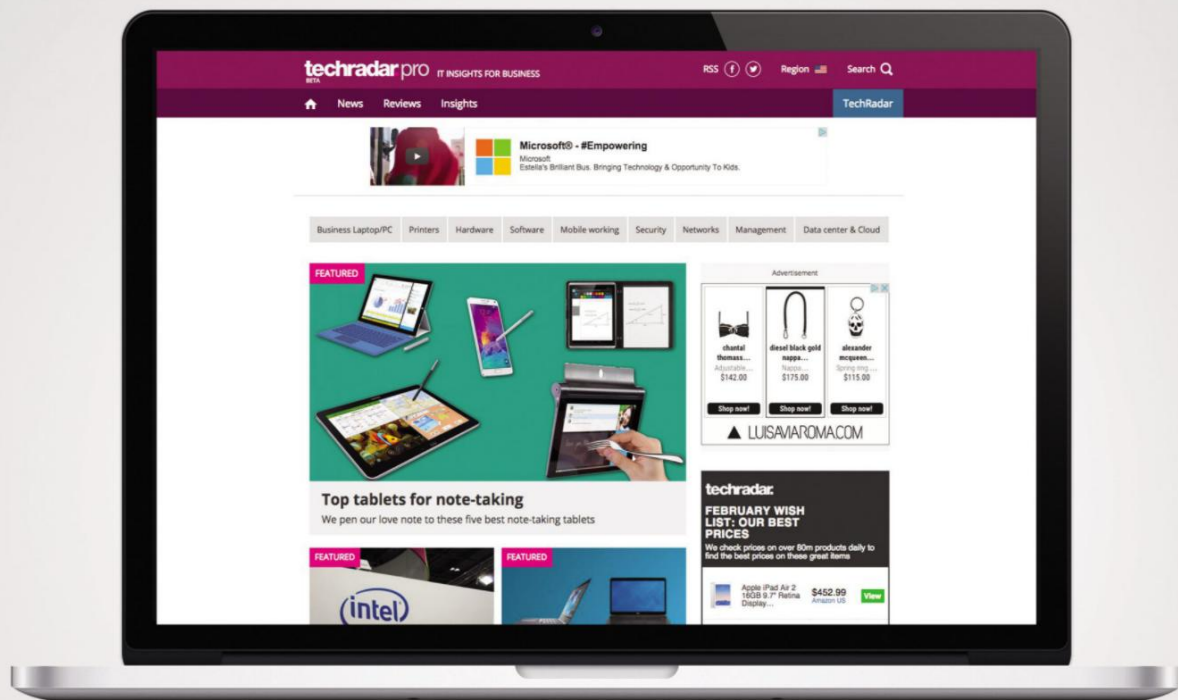 techradar pro IT INSIGHTS FOR BUSINESS
BETA
RSS
Region
Search
News
Reviews
Insights
TechRadar
Microsoft® - #Empowering
Microsoft
Estella's Brilliant Bus. Bringing Technology & Opportunity To Kids.
Business Laptop/PC
Printers
Hardware
Software
Mobile working
Security
Networks
Management
Data center & Cloud
FEATURED
Top tablets for note-taking
We pen our love note to these five best note-taking tablets
FEATURED
intel
FEATURED
Advertisement
chantal
thomass...
Adjustable...
$142.00
Shop now!
diesel black gold
nappa...
Nappa...
$175.00
Shop now!
alexander
mcqueen...
Spring ring ...
$115.00
Shop now!
LUISAVIAROMA.COM
techradar.
FEBRUARY WISH
LIST: OUR BEST
PRICES
We check prices on over 80m products daily to
find the best prices on these great items
Apple iPad Air 2
16GB 9.7" Retina
Display...
$452.99
Amazon US
View